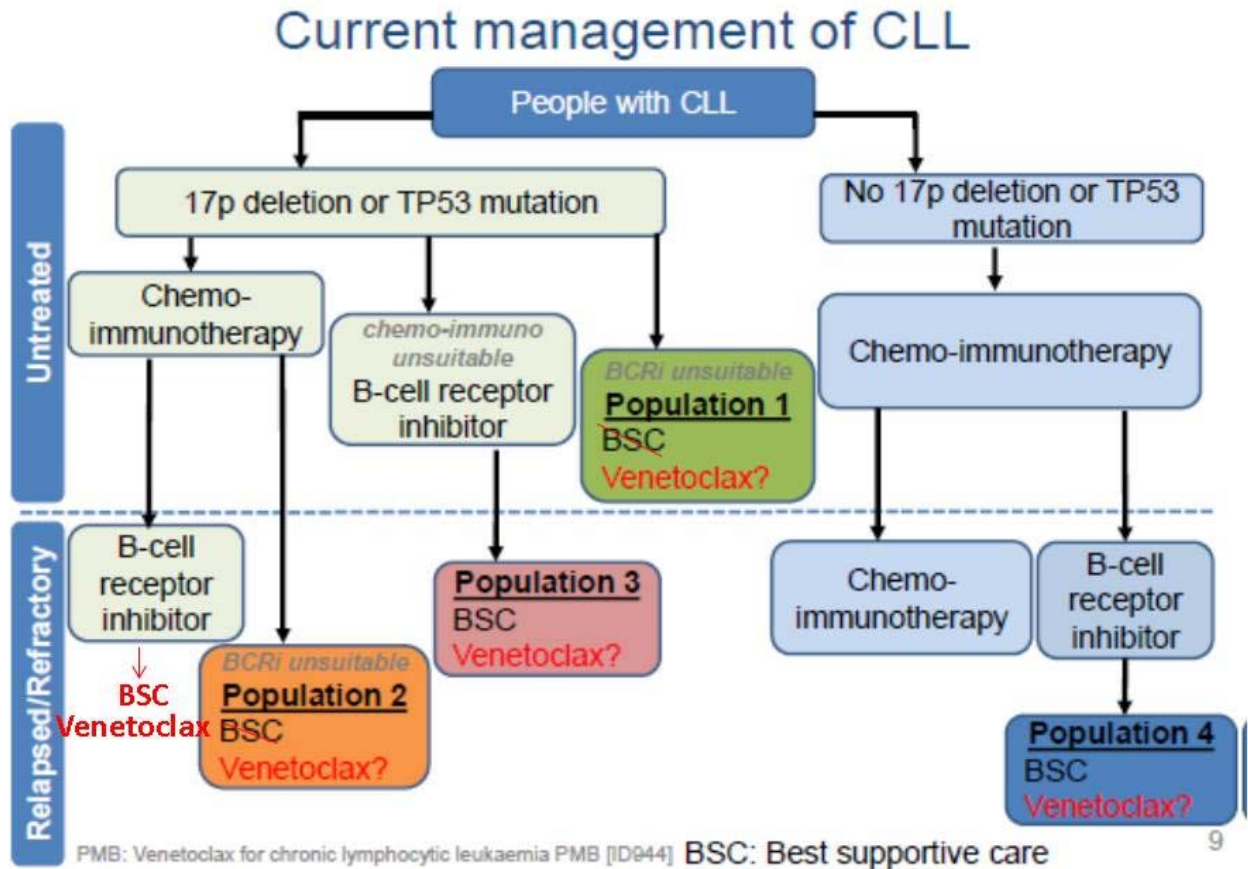 Current management of CLL
People with CLL
Untreated
17p deletion or TP53 mutation
No 17p deletion or TP53
mutation
Chemo-
immunotherapy
chemo-immuno
unsuitable
B-cell receptor
inhibitor
BCRi unsuitable
Population 1
BSC
Venetoclax?
Chemo-immunotherapy
Relapsed/Refractory
B-cell
receptor
inhibitor
BSC
Venetoclax
BCRi unsuitable
Population 2
BSC
Venetoclax?
Population 3
BSC
Venetoclax?
Chemo-
immunotherapy
B-cell
receptor
inhibitor
Population 4
BSC
Venetoclax?
PMB: Venetoclax for chronic lymphocytic leukaemia PMB [ID944] BSC: Best supportive care
9